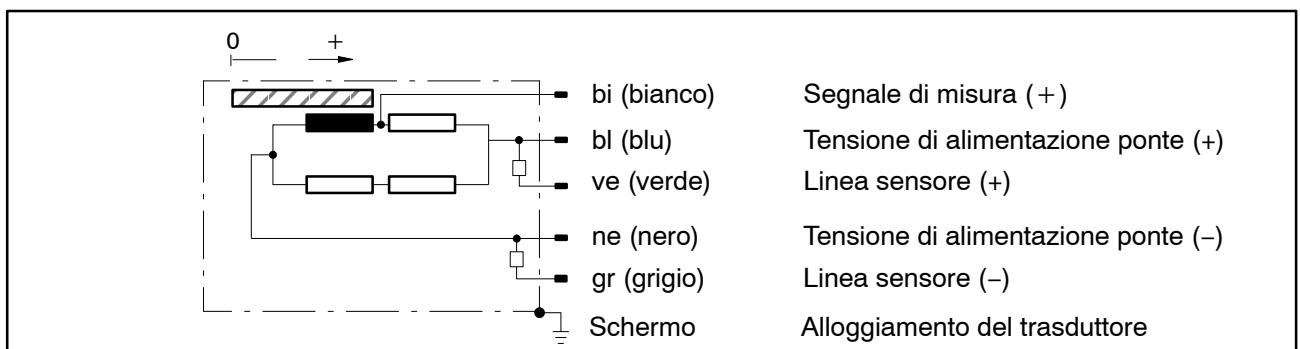 0 +
bi (bianco) Segnale di misura (+)
bl (blu) Tensione di alimentazione ponte (+)
ve (verde) Linea sensore (+)
ne (nero) Tensione di alimentazione ponte (–)
gr (grigio) Linea sensore (–)
Schermo Alloggiamento del trasduttore